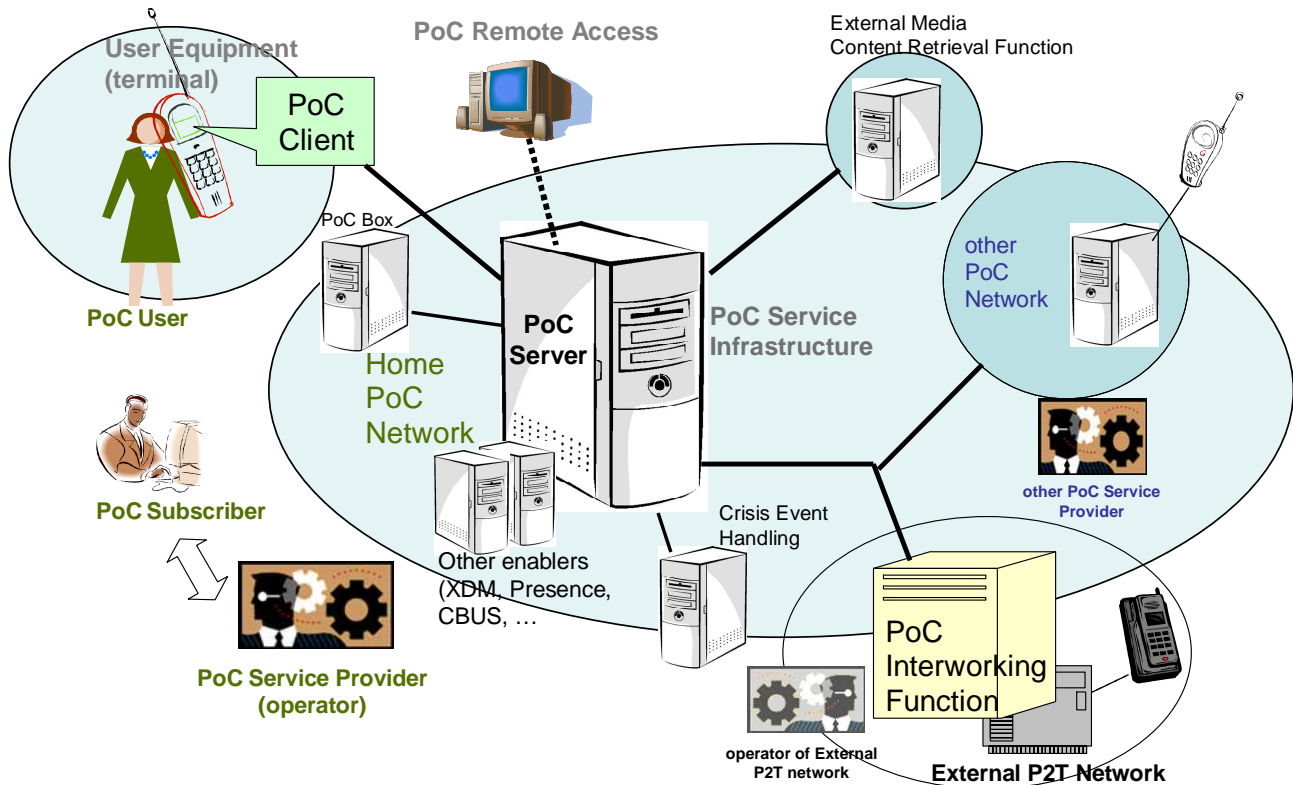 User Equipment
(terminal)
PoC
Client
PoC User
PoC Remote Access
External Media
Content Retrieval Function
PoC Box
PoC
Server
PoC Service
Infrastructure
Home
PoC
Network
other
PoC
Network
other PoC Service
Provider
PoC Subscriber
PoC Service Provider
(operator)
Other enablers
(XDM, Presence,
CBUS, …
Crisis Event
Handling
PoC
Interworking
Function
operator of External
P2T network
External P2T Network